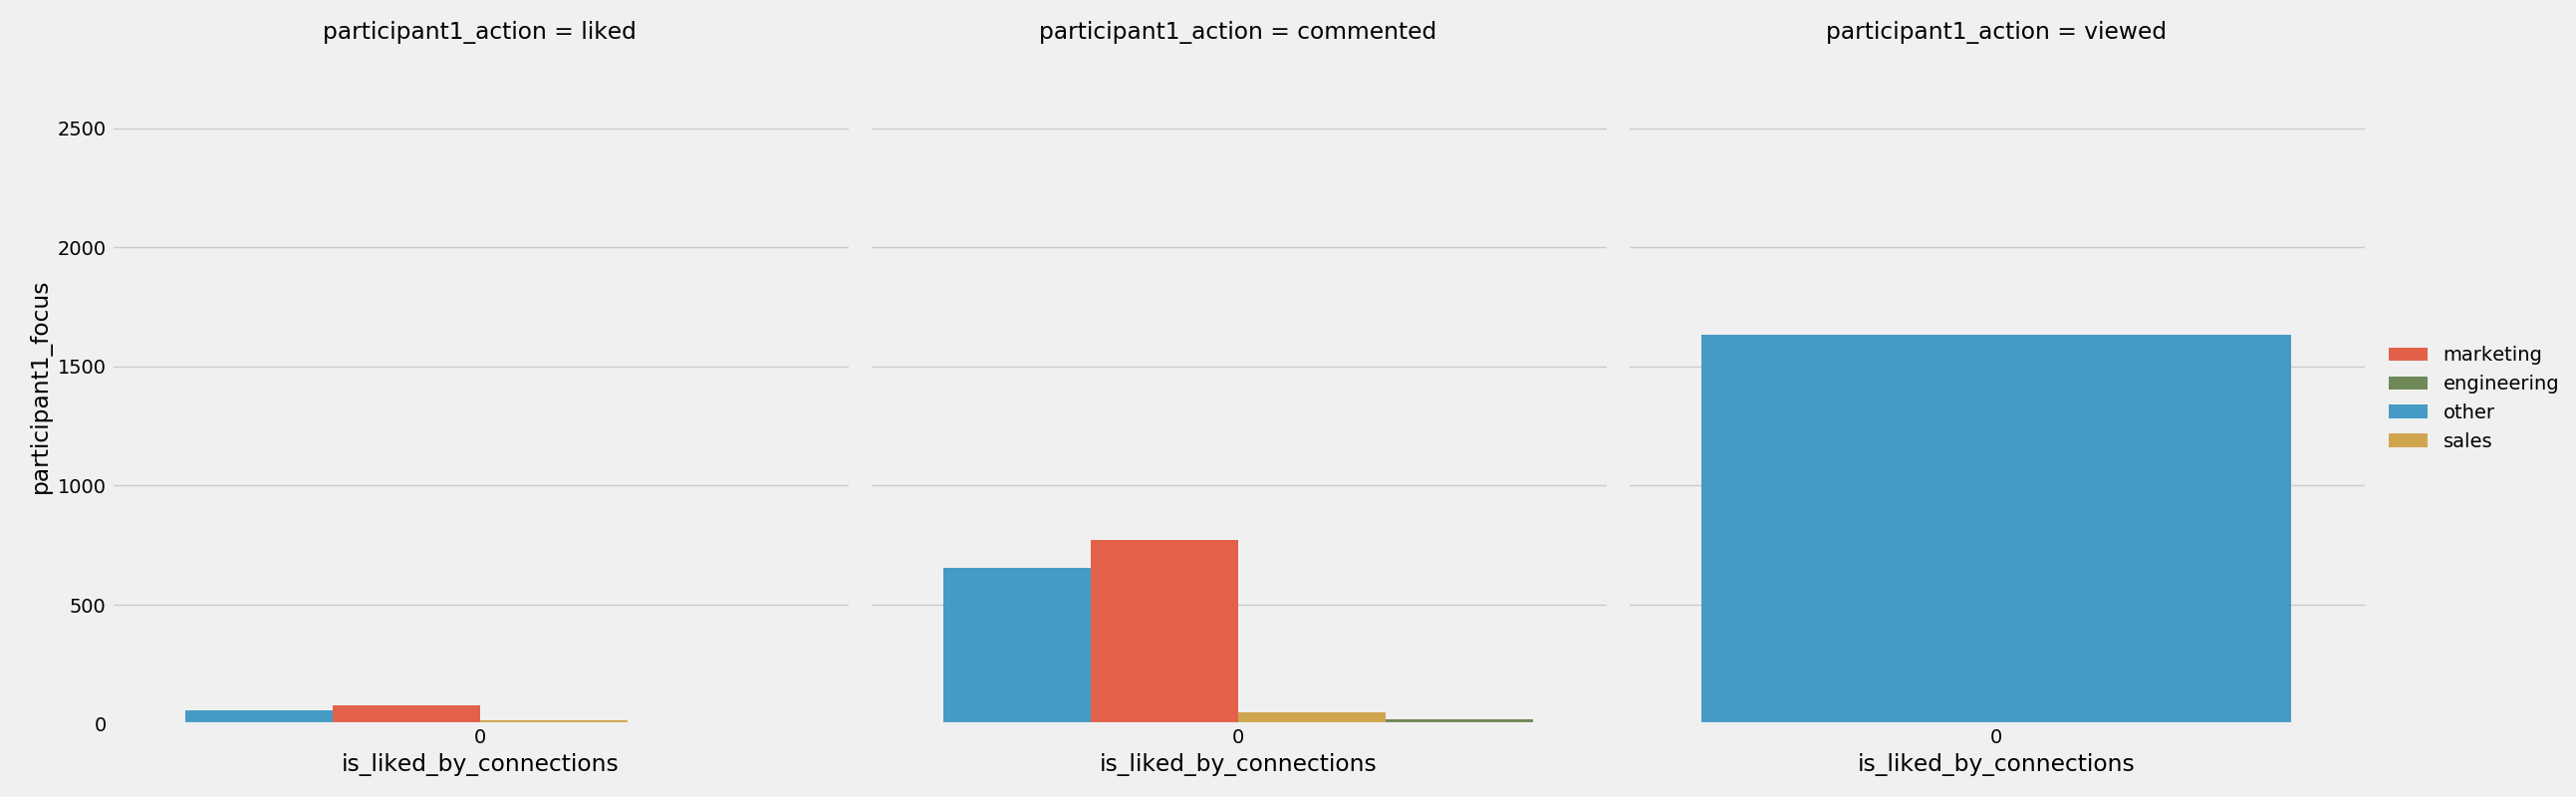 participant1_action = liked
participant1_action = commented
participant1_action = viewed
participant1_focus
2500
2000
1500
1000
500
0
0
0
0
is_liked_by_connections
is_liked_by_connections
is_liked_by_connections
marketing
engineering
other
sales